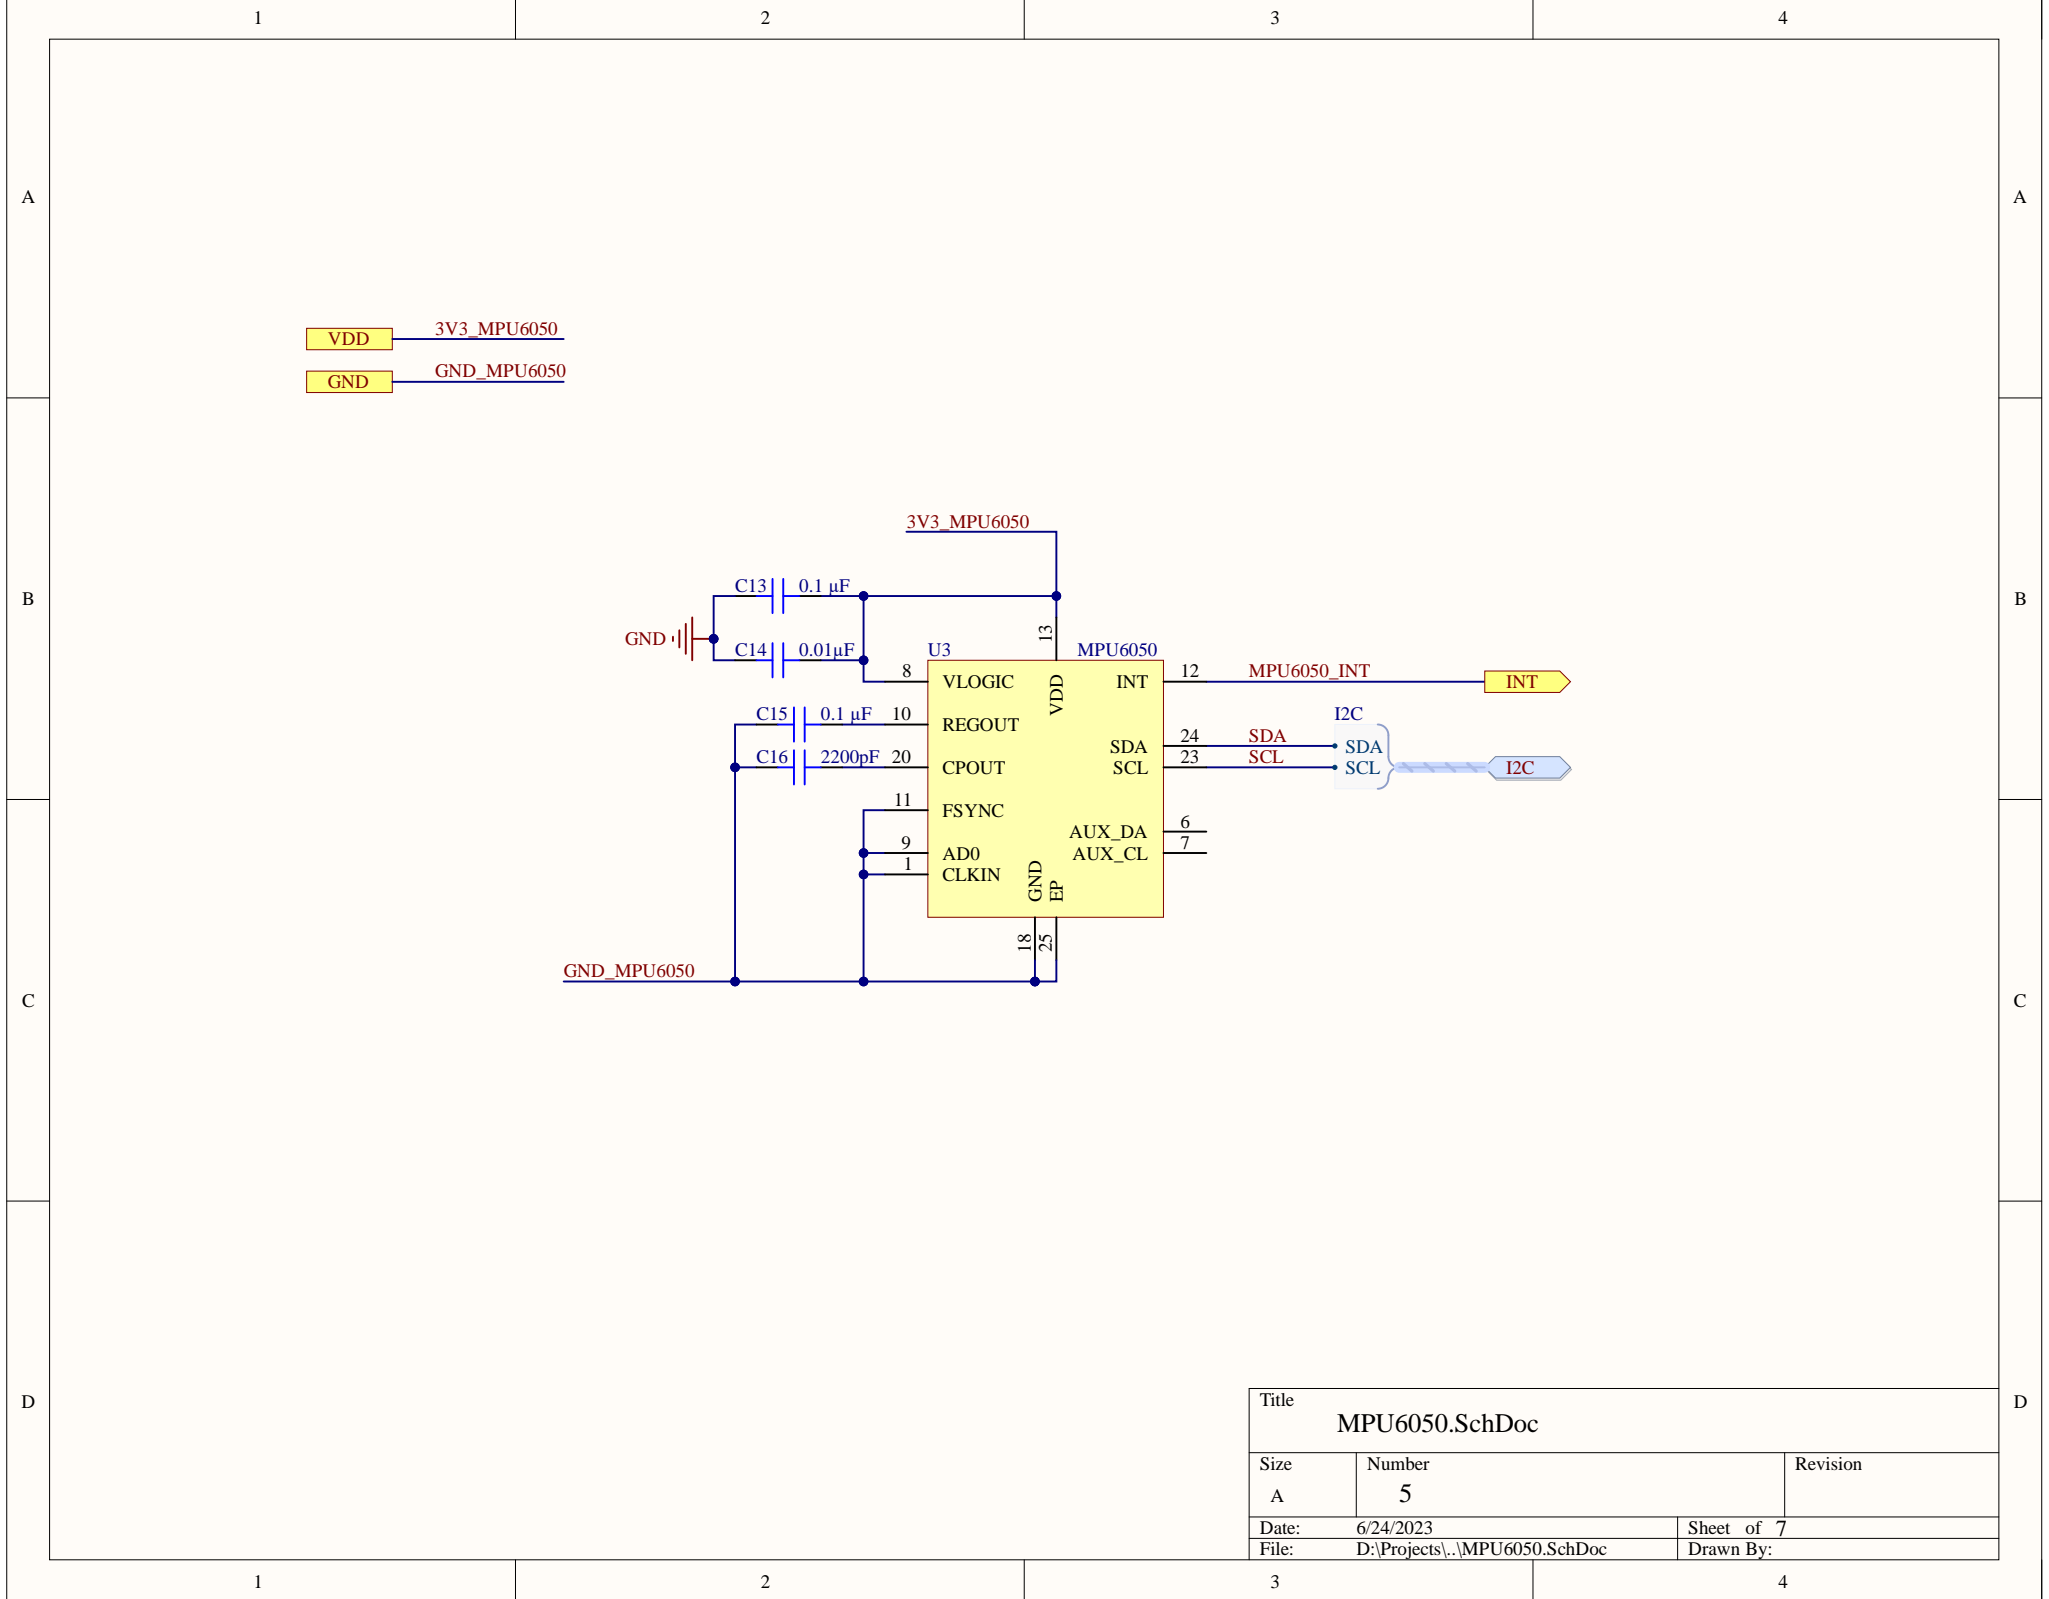 1 2 3 4
A A
VDD 3V3_MPU6050
GND GND_MPU6050
3V3_MPU6050
B B
C13 0.1 µF
GND
13
C14 0.01µF
U3 MPU6050
8 VLOGIC VDD INT 12 MPU6050_INT INT
C15 0.1 µF 10 REGOUT
I2C
SDA 24 SDA SDA
C16 2200pF 20 CPOUT SCL 23 SCL SCL I2C
11 FSYNC
AUX_DA 6
9 AD0 AUX_CL 7
1 CLKIN GND EP
18 25
GND_MPU6050
C C
D D
Title
MPU6050.SchDoc
Size Number Revision
A 5
Date: 6/24/2023 Sheet of 7
File: D:\Projects\..\MPU6050.SchDoc Drawn By:
1 2 3 4